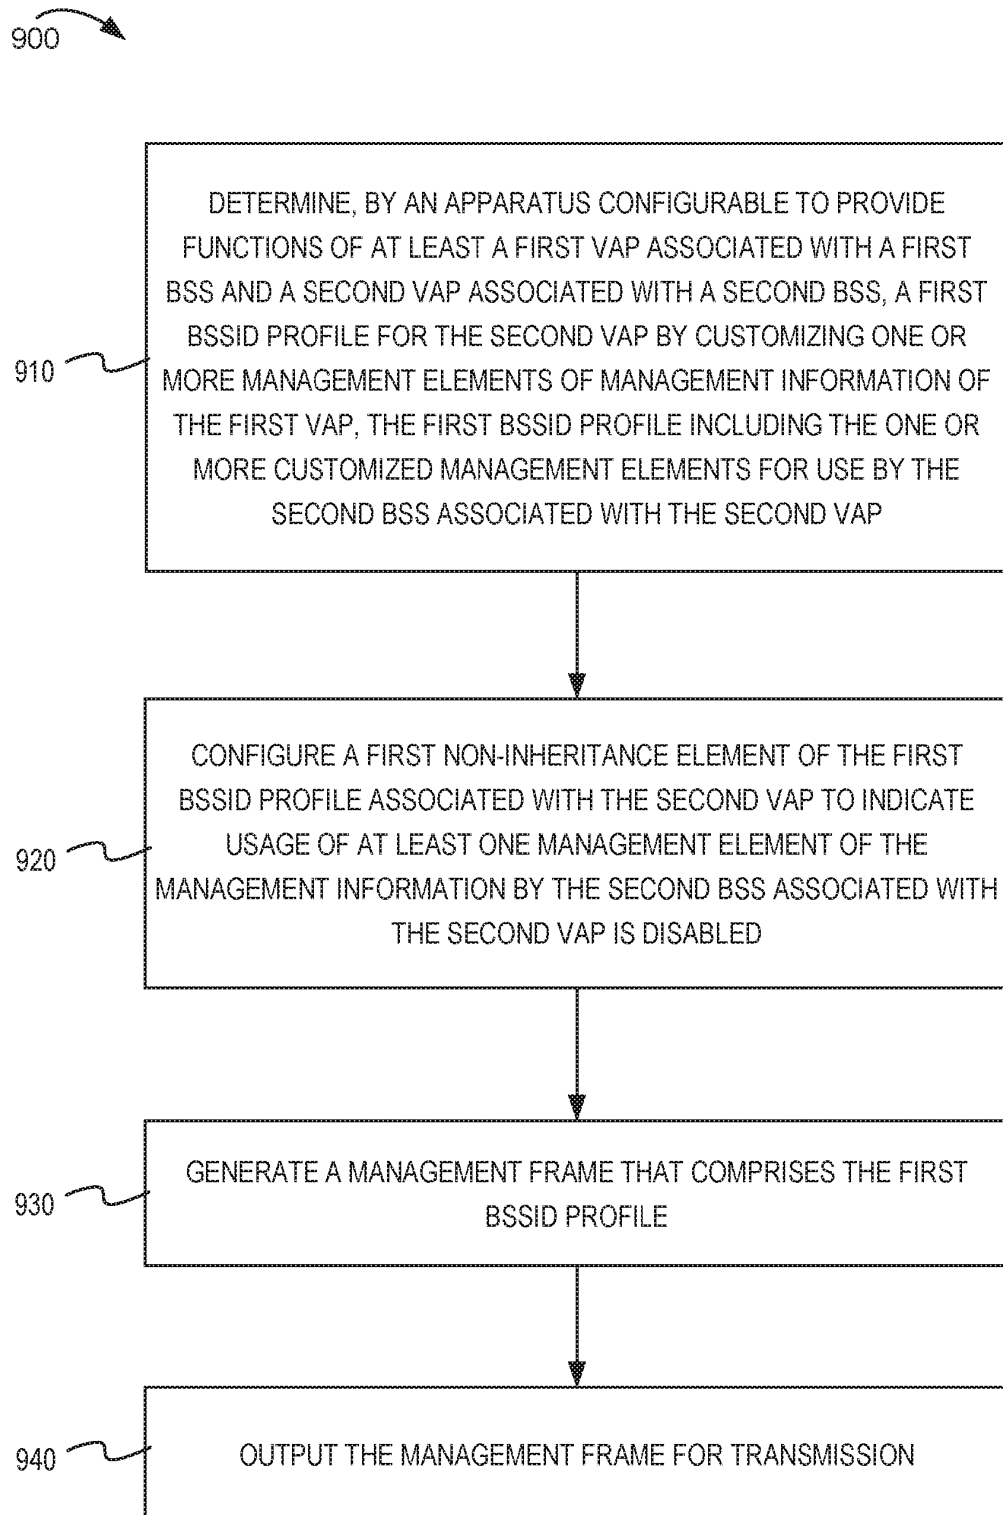 900
DETERMINE, BY AN APPARATUS CONFIGURABLE TO PROVIDE
FUNCTIONS OF AT LEAST A FIRST VAP ASSOCIATED WITH A FIRST
BSS AND A SECOND VAP ASSOCIATED WITH A SECOND BSS, A FIRST
BSSID PROFILE FOR THE SECOND VAP BY CUSTOMIZING ONE OR
MORE MANAGEMENT ELEMENTS OF MANAGEMENT INFORMATION OF
THE FIRST VAP, THE FIRST BSSID PROFILE INCLUDING THE ONE OR
MORE CUSTOMIZED MANAGEMENT ELEMENTS FOR USE BY THE
SECOND BSS ASSOCIATED WITH THE SECOND VAP
910
CONFIGURE A FIRST NON-INHERITANCE ELEMENT OF THE FIRST
BSSID PROFILE ASSOCIATED WITH THE SECOND VAP TO INDICATE
USAGE OF AT LEAST ONE MANAGEMENT ELEMENT OF THE
MANAGEMENT INFORMATION BY THE SECOND BSS ASSOCIATED WITH
THE SECOND VAP IS DISABLED
920
GENERATE A MANAGEMENT FRAME THAT COMPRISES THE FIRST
BSSID PROFILE
930
OUTPUT THE MANAGEMENT FRAME FOR TRANSMISSION
940